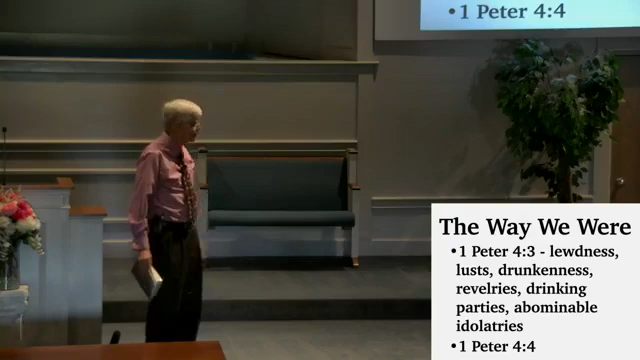 • 1 Peter 4:4
The Way We Were
•1 Peter 4:3 - lewdness,
lusts, drunkenness,
revelries, drinking
parties, abominable
idolatries
•1 Peter 4:4